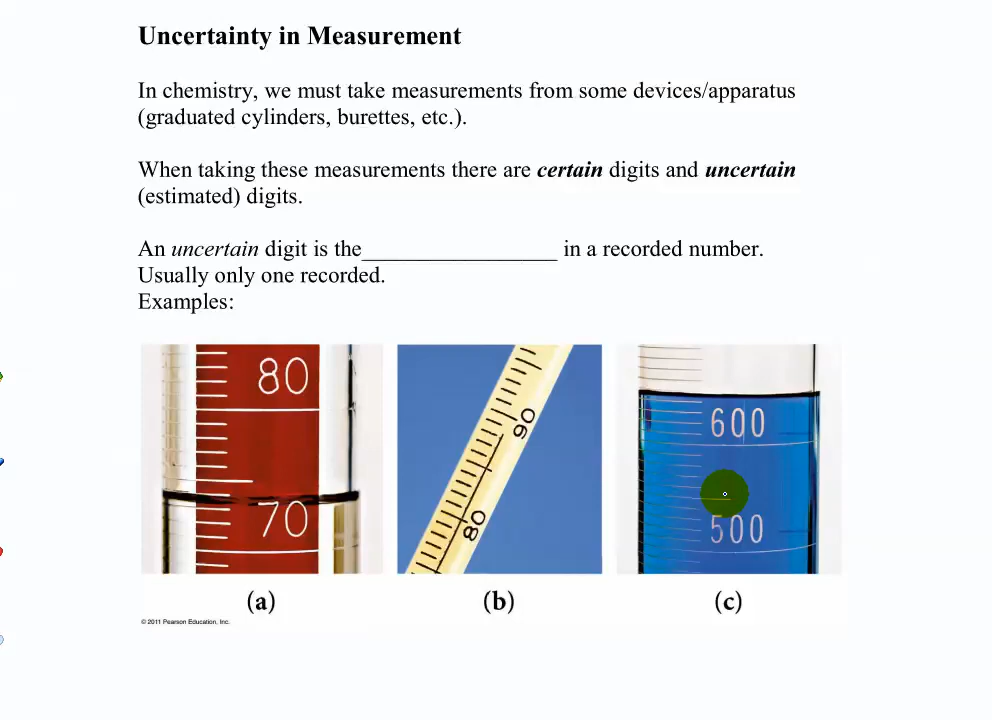 Uncertainty in Measurement
In chemistry, we must take measurements from some devices/apparatus
(graduated cylinders, burettes, etc.).
When taking these measurements there are certain digits and uncertain
(estimated) digits.
An uncertain digit is the_________________ in a recorded number.
Usually only one recorded.
Examples:
80
70
90
80
600
500
(a)
(b)
(c)
© 2011 Pearson Education, Inc.